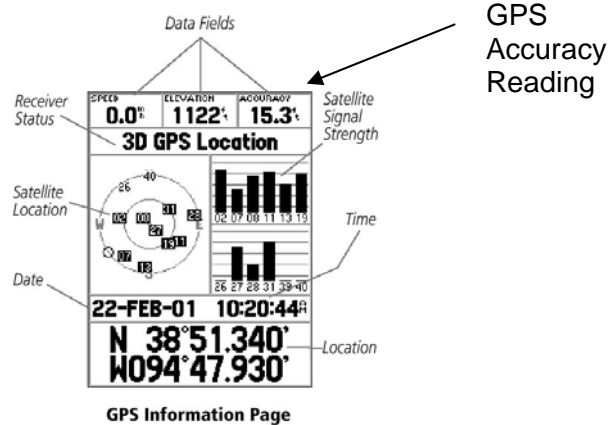 GPS
Accuracy
Reading
Data Fields
Receiver
Status
SPEED ELEVATION ACCURACY
0.0 1122 15.3
3D GPS Location
Satellite
Signal
Strength
Satellite
Location
40
26
02 08 31 28
W 27 E
19 11
07
13
S
02 07 08 11 13 19
26 27 28 31 39 40
Time
Date
22-FEB-01 10:20:44
N 38°51.340'
W094°47.930'
Location
GPS Information Page